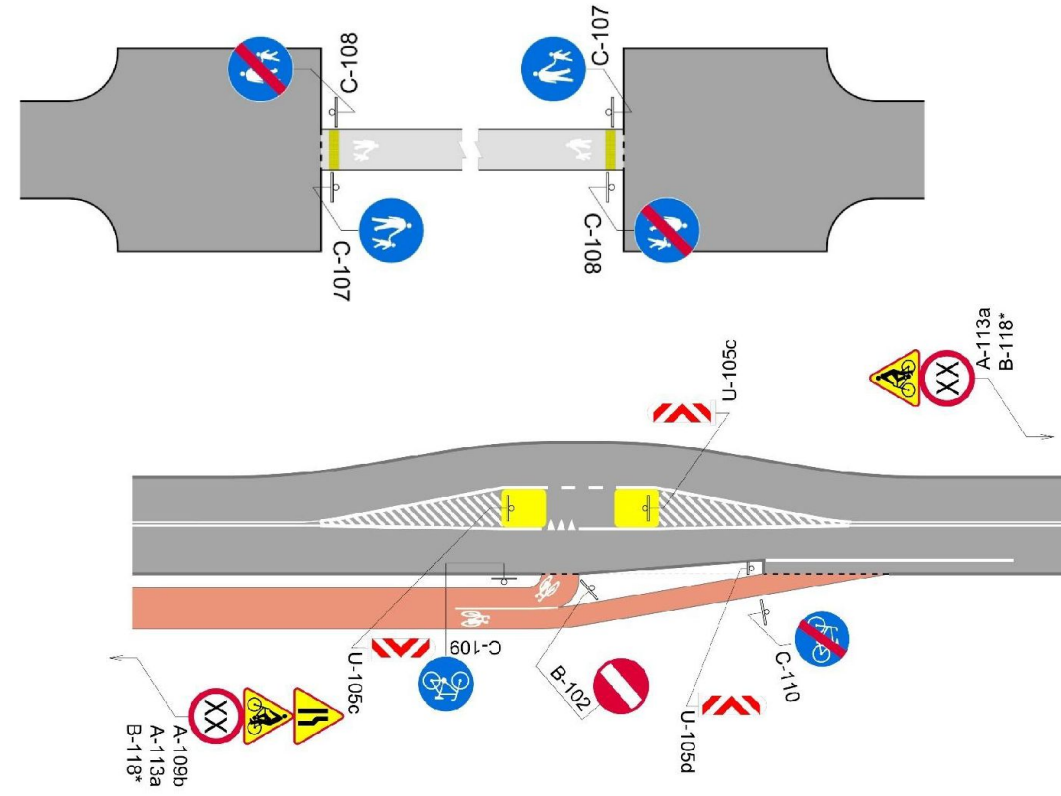 C-108
C-107
C-107
C-108
A-113a
B-118*
XX
U-105c
C-109
U-105c
B-102
C-110
U-105d
XX
A-109b
A-113a
B-118*